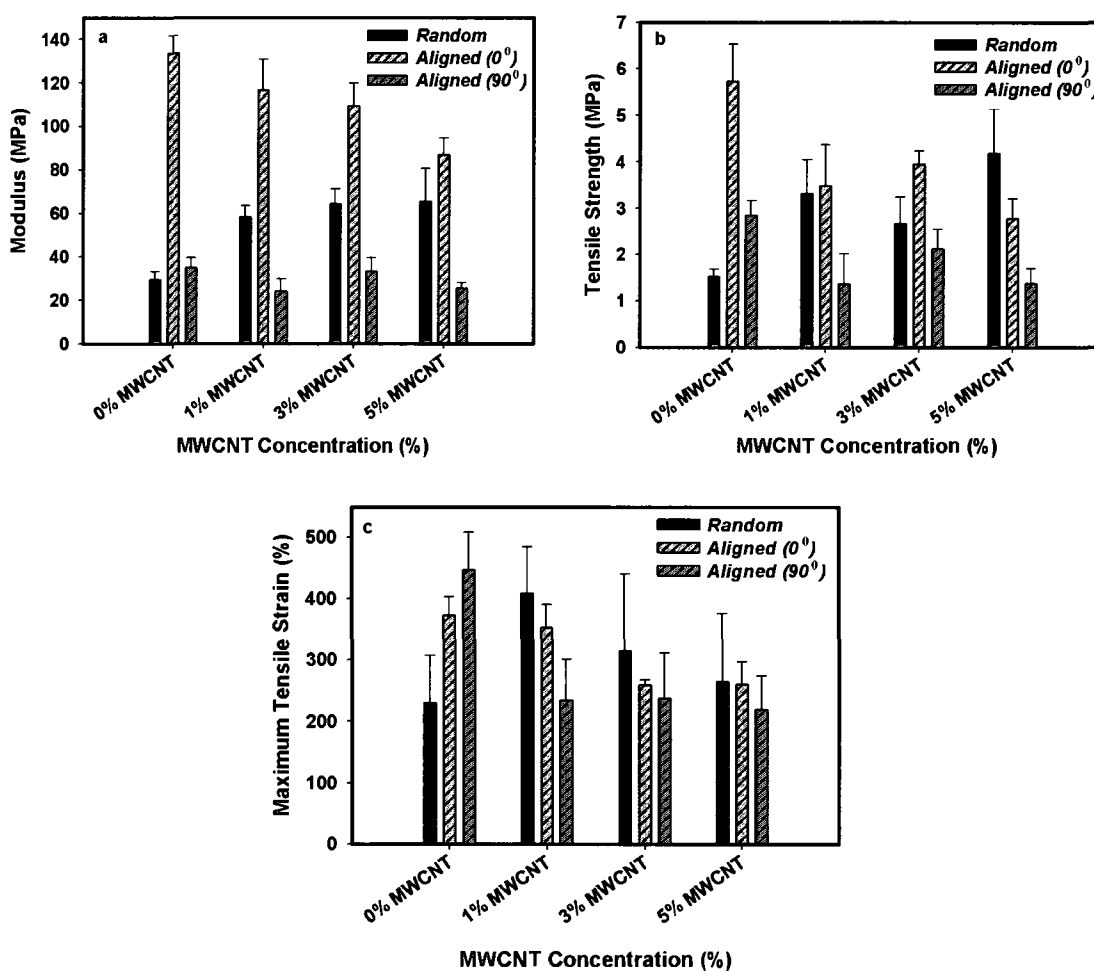 a
Random
Aligned (0⁰)
Aligned (90⁰)
Modulus (MPa)
140
120
100
80
60
40
20
0
0% MWCNT
1% MWCNT
3% MWCNT
5% MWCNT
MWCNT Concentration (%)
b
Random
Aligned (0⁰)
Aligned (90⁰)
Tensile Strength (MPa)
7
6
5
4
3
2
1
0
0% MWCNT
1% MWCNT
3% MWCNT
5% MWCNT
MWCNT Concentration (%)
c
Random
Aligned (0⁰)
Aligned (90⁰)
Maximum Tensile Strain (%)
500
400
300
200
100
0
0% MWCNT
1% MWCNT
3% MWCNT
5% MWCNT
MWCNT Concentration (%)